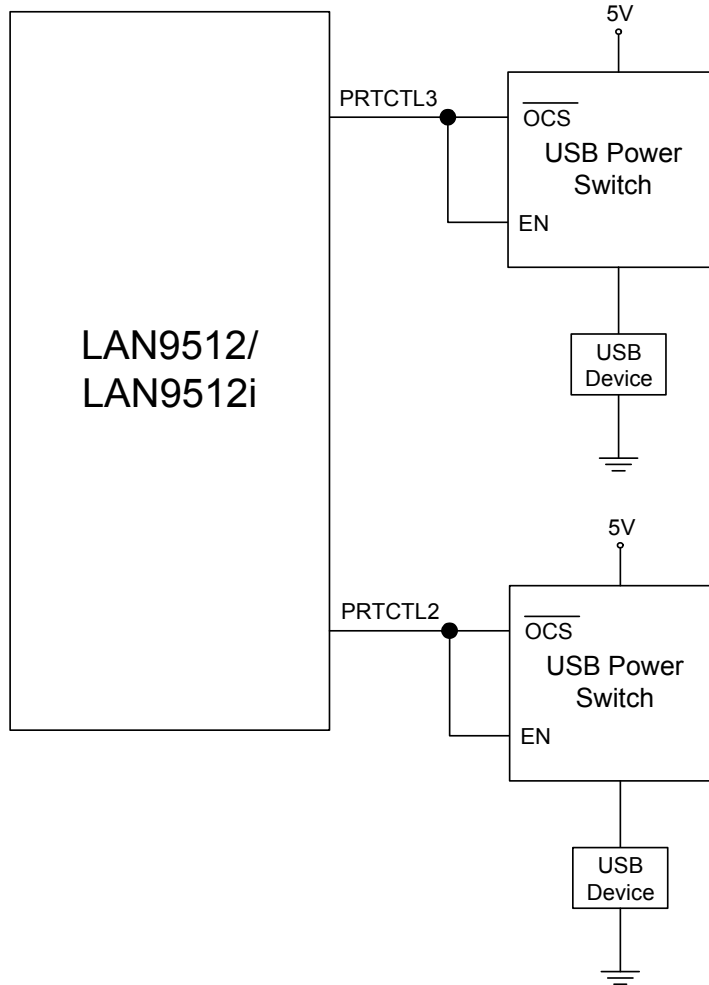 5V
PRTCTL3
OCS
USB Power
Switch
EN
LAN9512/
LAN9512i
USB
Device
5V
PRTCTL2
OCS
USB Power
Switch
EN
USB
Device